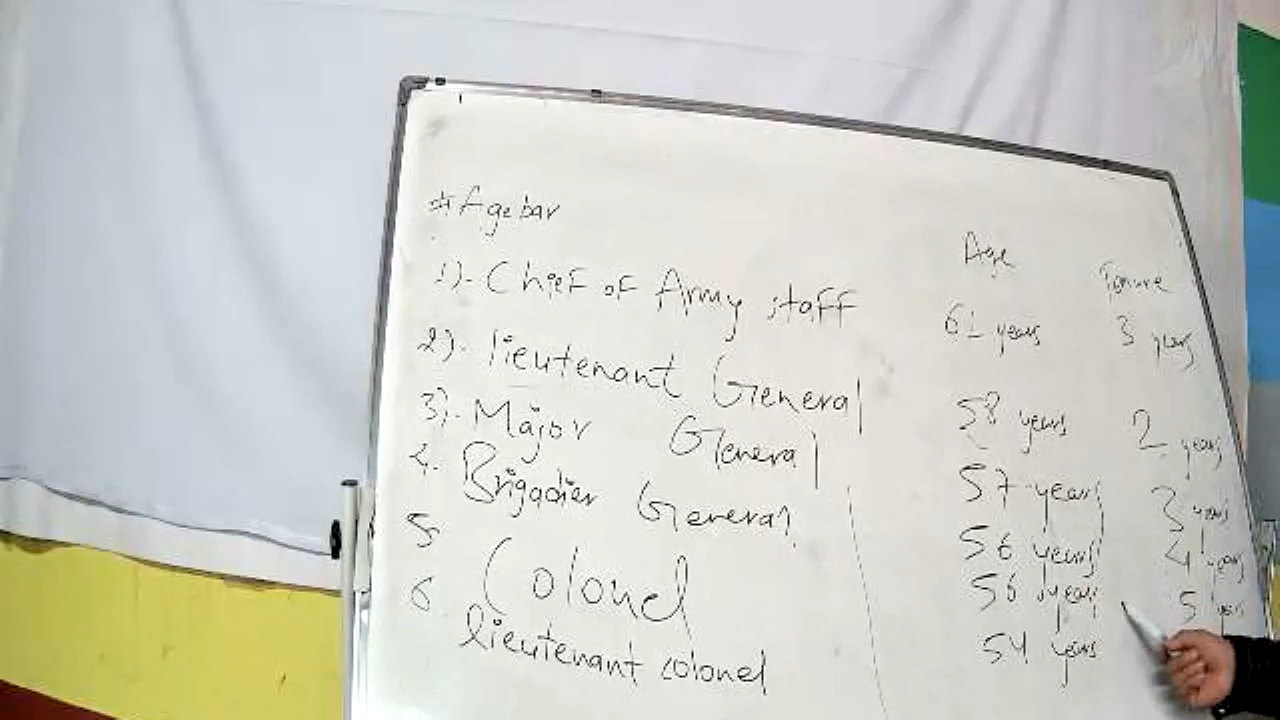 * Age bar
Age Tenure
1). Chief of Army staff 61 years 3 years
2). lieutenant General 58 years 2 years
3). Major General 57 years 3 years
4. Brigadier General 56 years 4 years
5 Colonel 56 years 5 years
6 lieutenant colonel 54 years